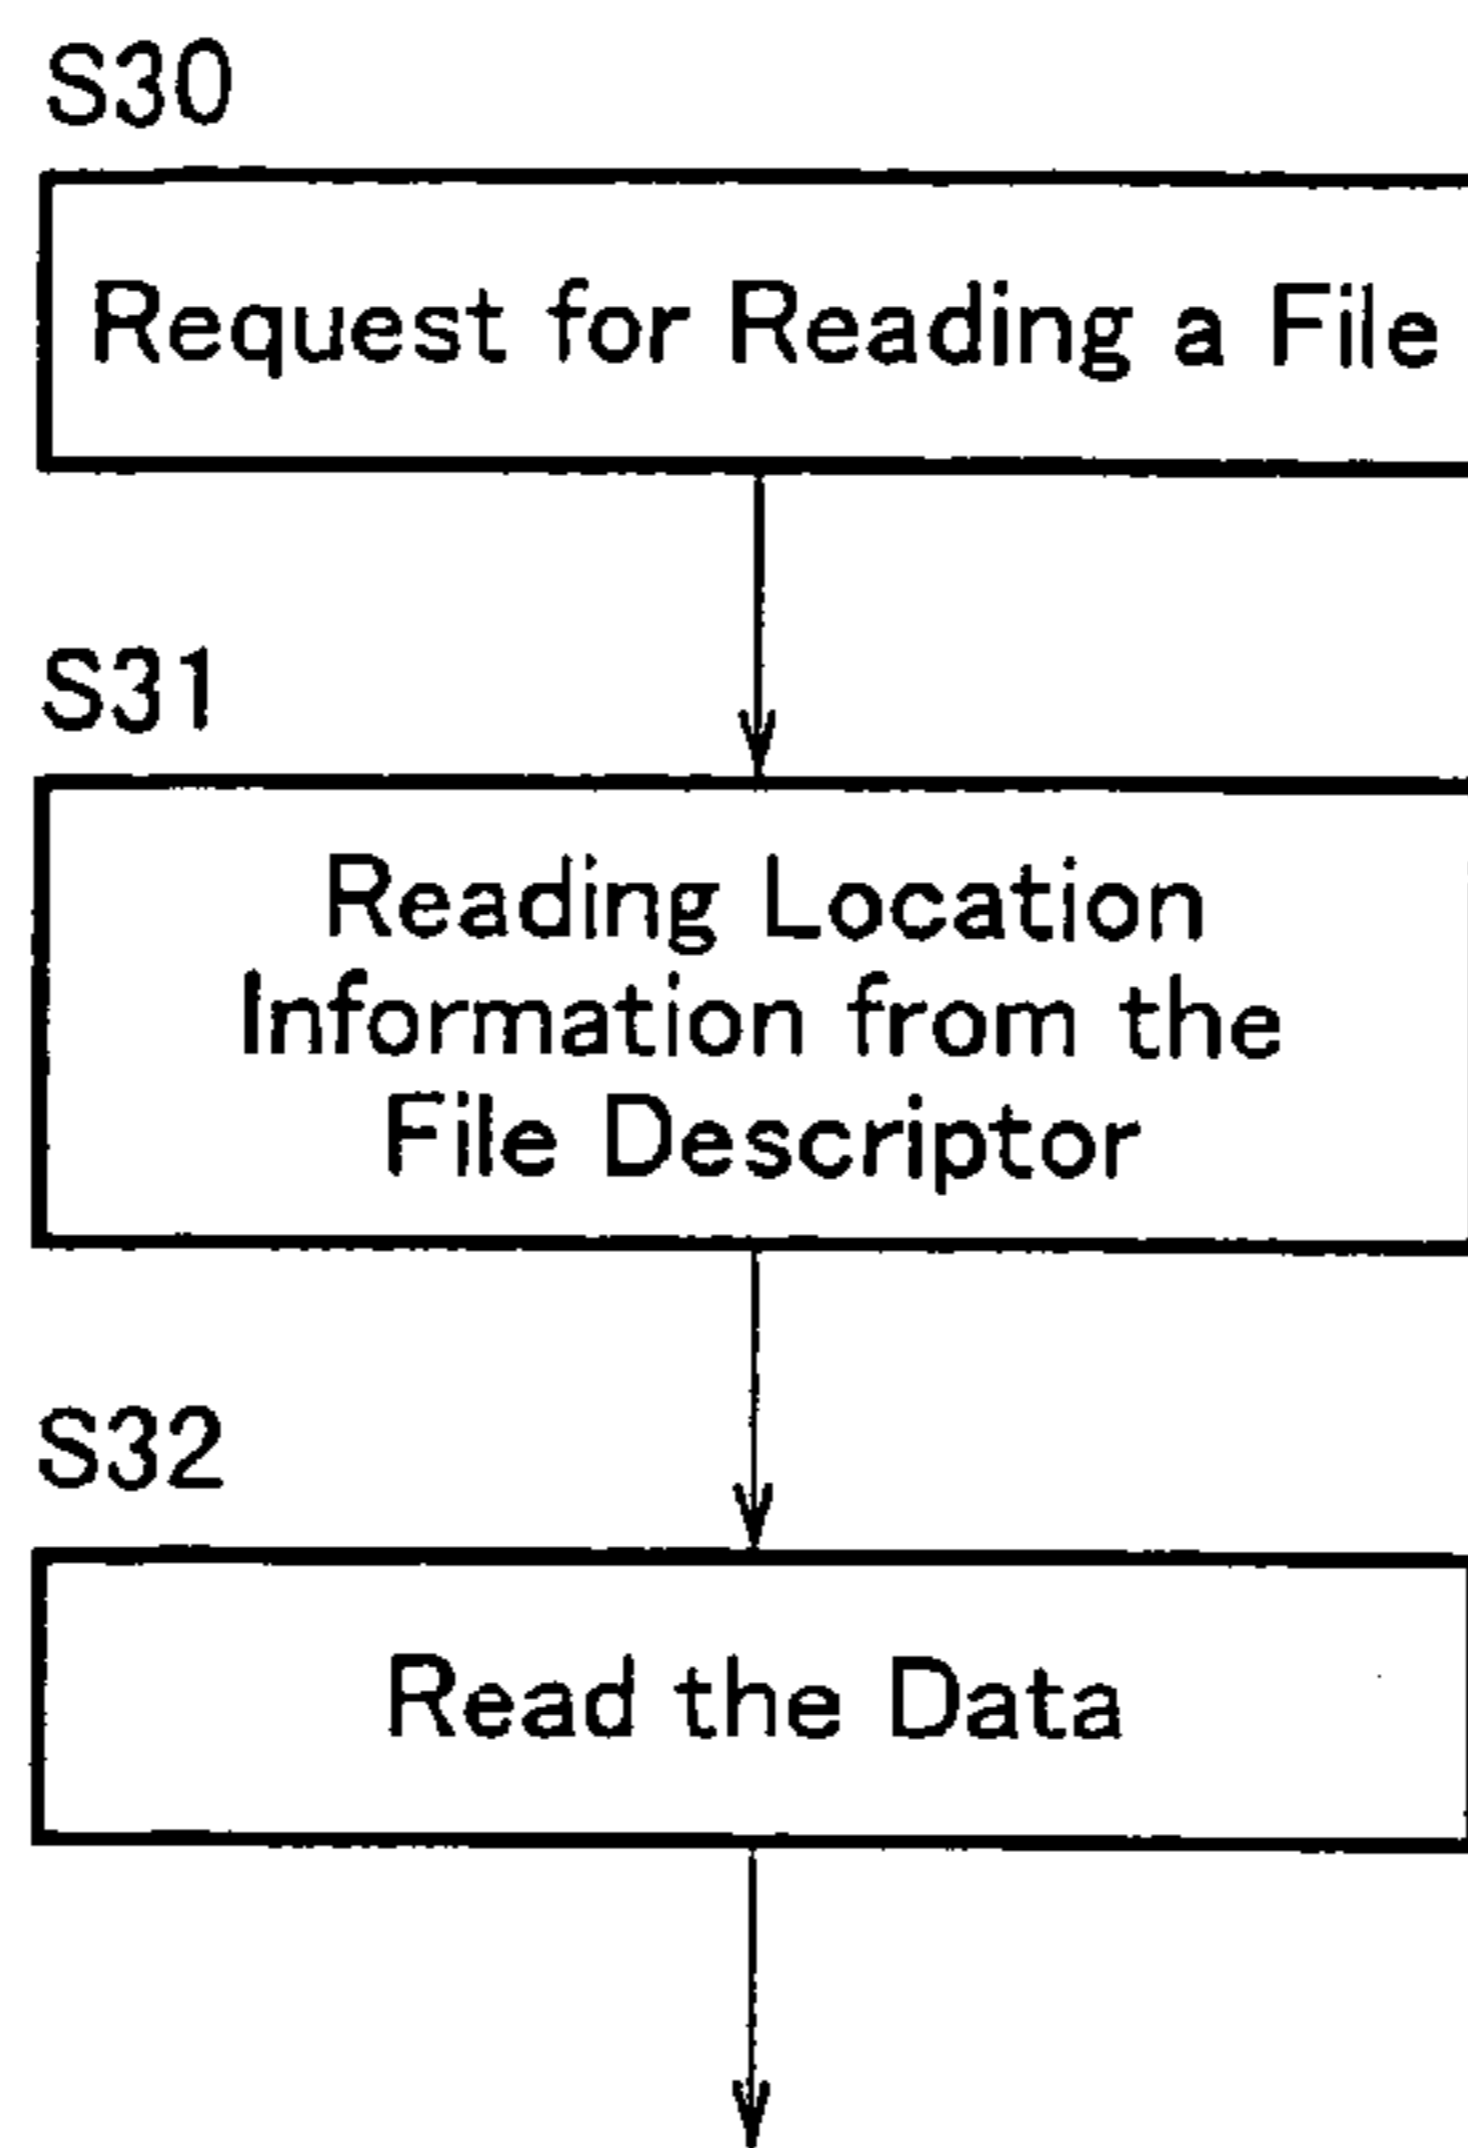 S30
Request for Reading a File
S31
Reading Location
Information from the
File Descriptor
S32
Read the Data